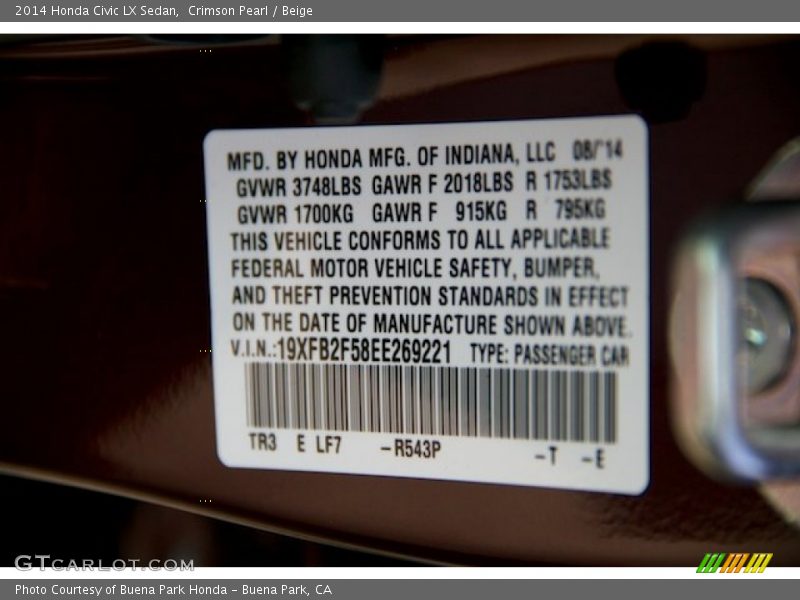 2014 Honda Civic LX Sedan, Crimson Pearl / Beige
MFD. BY HONDA MFG. OF INDIANA, LLC 08/'14
GVWR 3748LBS GAWR F 2018LBS R 1753LBS
GVWR 1700KG GAWR F 915KG R 795KG
THIS VEHICLE CONFORMS TO ALL APPLICABLE
FEDERAL MOTOR VEHICLE SAFETY, BUMPER,
AND THEFT PREVENTION STANDARDS IN EFFECT
ON THE DATE OF MANUFACTURE SHOWN ABOVE.
V.I.N.:19XFB2F58EE269221 TYPE: PASSENGER CAR
TR3 E LF7 -R543P -T -E
GTCARLOT.COM
Photo Courtesy of Buena Park Honda - Buena Park, CA